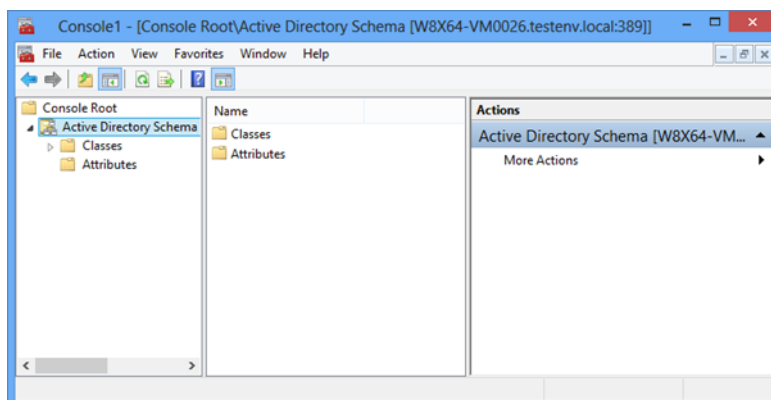 Console1 - [Console Root\Active Directory Schema [W8X64-VM0026.testenv.local:389]]
File Action View Favorites Window Help
Console Root
Active Directory Schema
Classes
Attributes
Name
Classes
Attributes
Actions
Active Directory Schema [W8X64-VM...
More Actions